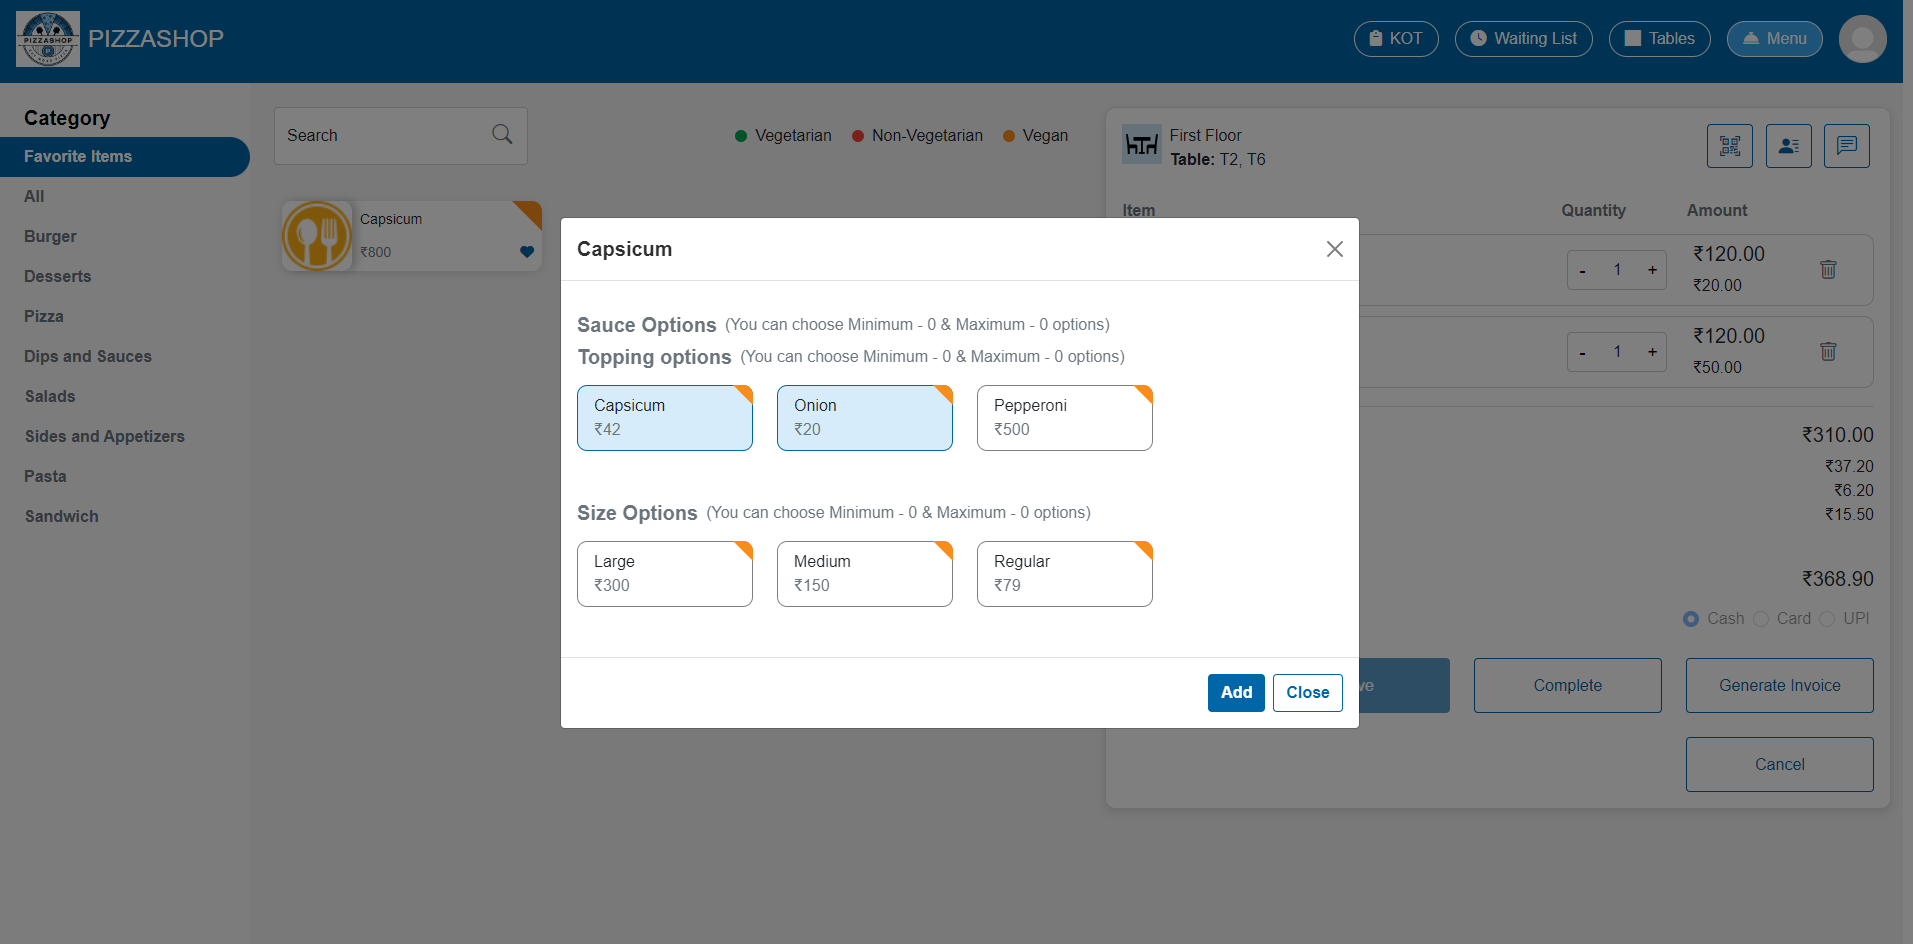 PIZZASHOP
PIZZASHOP
KOT
Waiting List
Tables
Menu
Category
Favorite Items
All
Burger
Desserts
Pizza
Dips and Sauces
Salads
Sides and Appetizers
Pasta
Sandwich
Search
Vegetarian
Non-Vegetarian
Vegan
Capsicum
₹800
First Floor
Table: T2, T6
Item Quantity Amount
- 1 + ₹120.00
₹20.00
- 1 + ₹120.00
₹50.00
₹310.00
₹37.20
₹6.20
₹15.50
₹368.90
Cash Card UPI
Complete
Generate Invoice
Cancel
Capsicum
Sauce Options (You can choose Minimum - 0 & Maximum - 0 options)
Topping options (You can choose Minimum - 0 & Maximum - 0 options)
Capsicum
₹42
Onion
₹20
Pepperoni
₹500
Size Options (You can choose Minimum - 0 & Maximum - 0 options)
Large
₹300
Medium
₹150
Regular
₹79
Add
Close